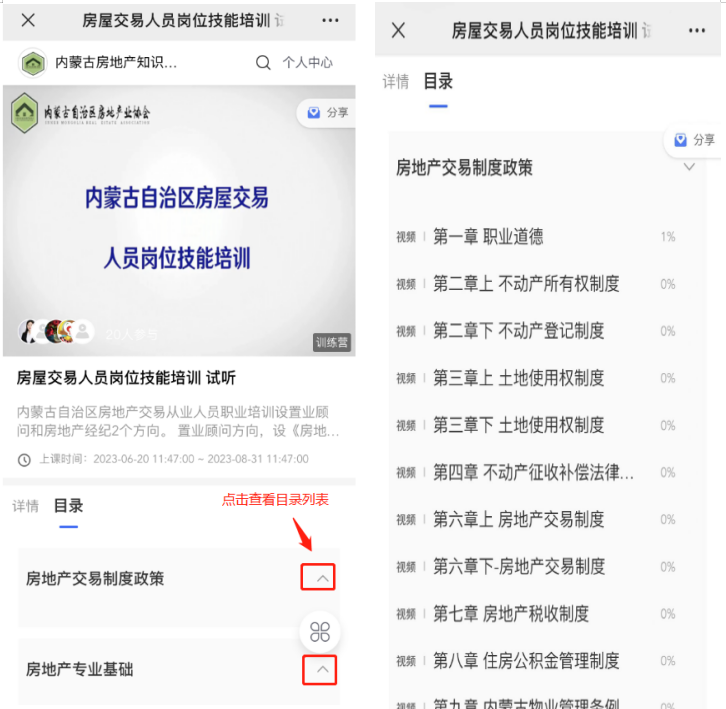 房屋交易人员岗位技能培训
内蒙古房地产知识...
个人中心
内蒙古自治区房地产业协会
分享
内蒙古自治区房屋交易
人员岗位技能培训
20人参与
训练营
房屋交易人员岗位技能培训 试听
内蒙古自治区房地产交易从业人员职业培训设置业顾
问和房地产经纪2个方向。 置业顾问方向，设《房地...
上课时间：2023-06-20 11:47:00 ~ 2023-08-31 11:47:00
详情 目录
点击查看目录列表
房地产交易制度政策
房地产专业基础
房屋交易人员岗位技能培训
详情 目录
分享
房地产交易制度政策
视频 | 第一章 职业道德 1%
视频 | 第二章上 不动产所有权制度 0%
视频 | 第二章下 不动产登记制度 0%
视频 | 第三章上 土地使用权制度 0%
视频 | 第三章下 土地使用权制度 0%
视频 | 第四章 不动产征收补偿法律... 0%
视频 | 第六章上 房地产交易制度 0%
视频 | 第六章下-房地产交易制度 0%
视频 | 第七章 房地产税收制度 0%
视频 | 第八章 住房公积金管理制度 0%
视频 | 第九章 内蒙古物业管理条例 0%